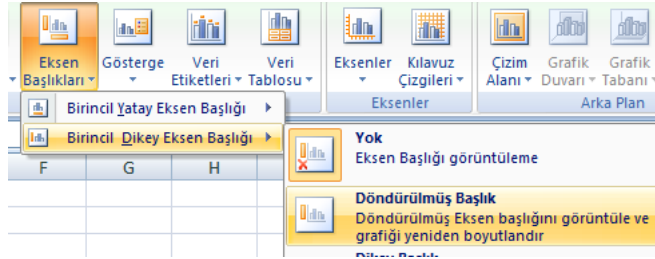 Eksen Başlıkları
Gösterge
Veri Etiketleri
Veri Tablosu
Eksenler
Kılavuz Çizgileri
Çizim Alanı
Grafik Duvarı
Grafik Tabanı
Eksenler
Arka Plan
Birincil Yatay Eksen Başlığı
Birincil Dikey Eksen Başlığı
F G H
Yok
Eksen Başlığı görüntüleme
Döndürülmüş Başlık
Döndürülmüş Eksen başlığını görüntüle ve
grafiği yeniden boyutlandır
Dikey Başlık